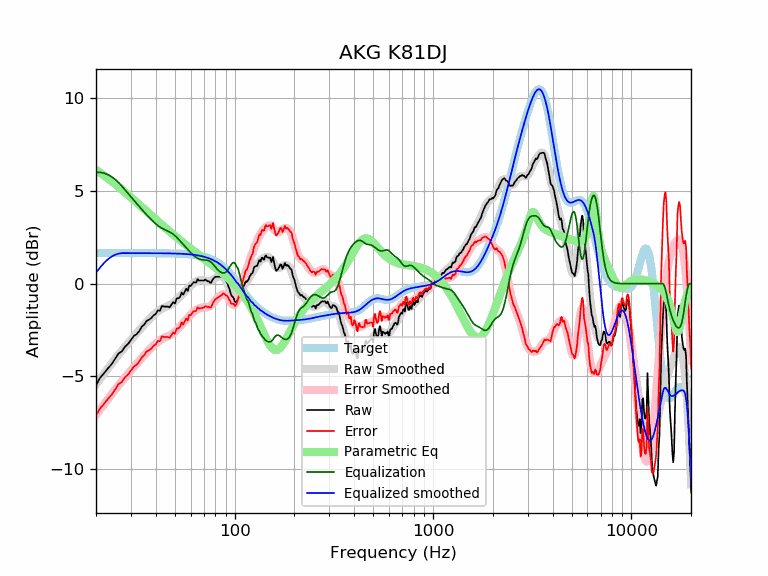 AKG K81DJ
Amplitude (dBr)
10
5
0
−5
−10
Target
Raw Smoothed
Error Smoothed
Raw
Error
Parametric Eq
Equalization
Equalized smoothed
100
1000
10000
Frequency (Hz)